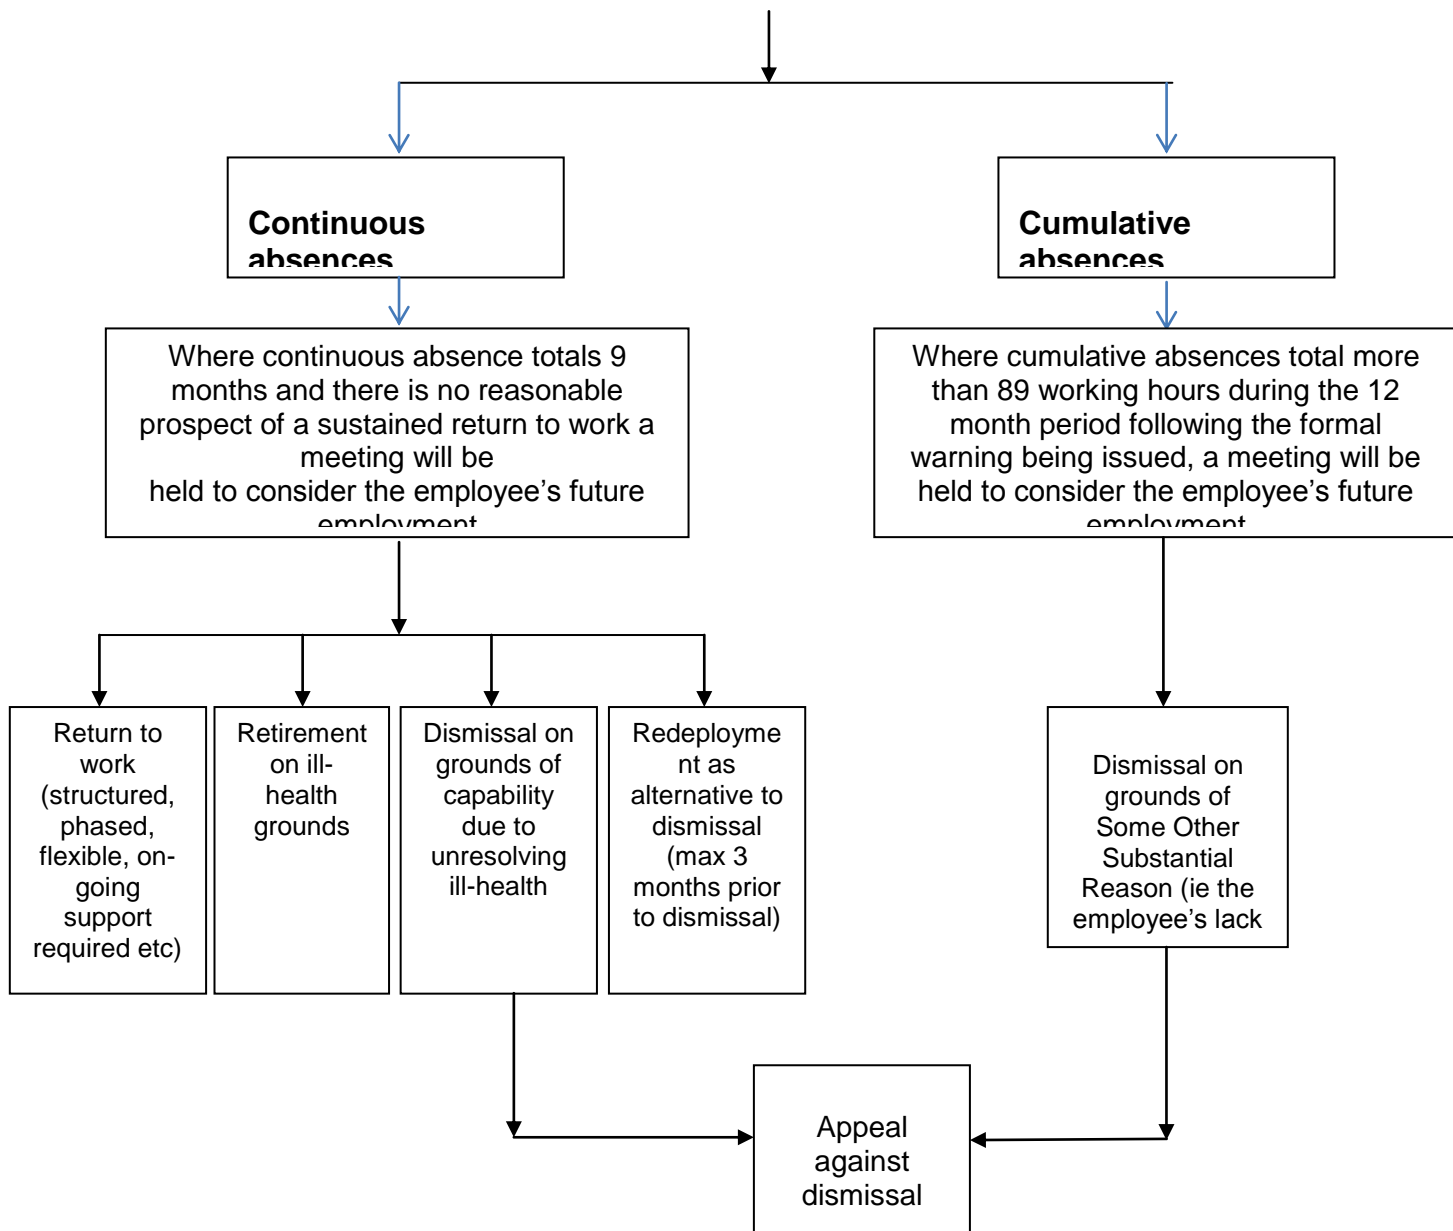 Continuous
absences
Cumulative
absences
Where continuous absence totals 9
months and there is no reasonable
prospect of a sustained return to work a
meeting will be
held to consider the employee’s future
employment
Where cumulative absences total more
than 89 working hours during the 12
month period following the formal
warning being issued, a meeting will be
held to consider the employee’s future
employment
Return to
work
(structured,
phased,
flexible, on-
going
support
required etc)
Retirement
on ill-
health
grounds
Dismissal on
grounds of
capability
due to
unresolving
ill-health
Redeployme
nt as
alternative to
dismissal
(max 3
months prior
to dismissal)
Dismissal on
grounds of
Some Other
Substantial
Reason (ie the
employee’s lack
Appeal
against
dismissal